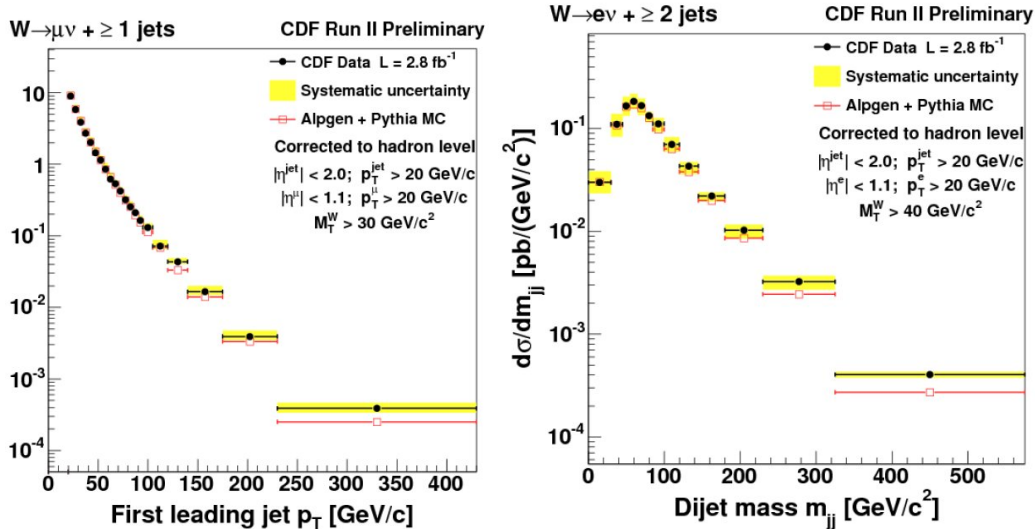 W→μν + ≥ 1 jets
CDF Run II Preliminary
CDF Data L = 2.8 fb⁻¹
Systematic uncertainty
Alpgen + Pythia MC
Corrected to hadron level
|η^jet| < 2.0; p_T^jet > 20 GeV/c
|η^μ| < 1.1; p_T^μ > 20 GeV/c
M_T^W > 30 GeV/c²
10
1
10⁻¹
10⁻²
10⁻³
10⁻⁴
0 50 100 150 200 250 300 350 400
First leading jet p_T [GeV/c]
W→eν + ≥ 2 jets
CDF Run II Preliminary
CDF Data L = 2.8 fb⁻¹
Systematic uncertainty
Alpgen + Pythia MC
Corrected to hadron level
|η^jet| < 2.0; p_T^jet > 20 GeV/c
|η^e| < 1.1; p_T^e > 20 GeV/c
M_T^W > 40 GeV/c²
dσ/dm_jj [pb/(GeV/c²)]
10⁻¹
10⁻²
10⁻³
10⁻⁴
0 100 200 300 400 500
Dijet mass m_jj [GeV/c²]